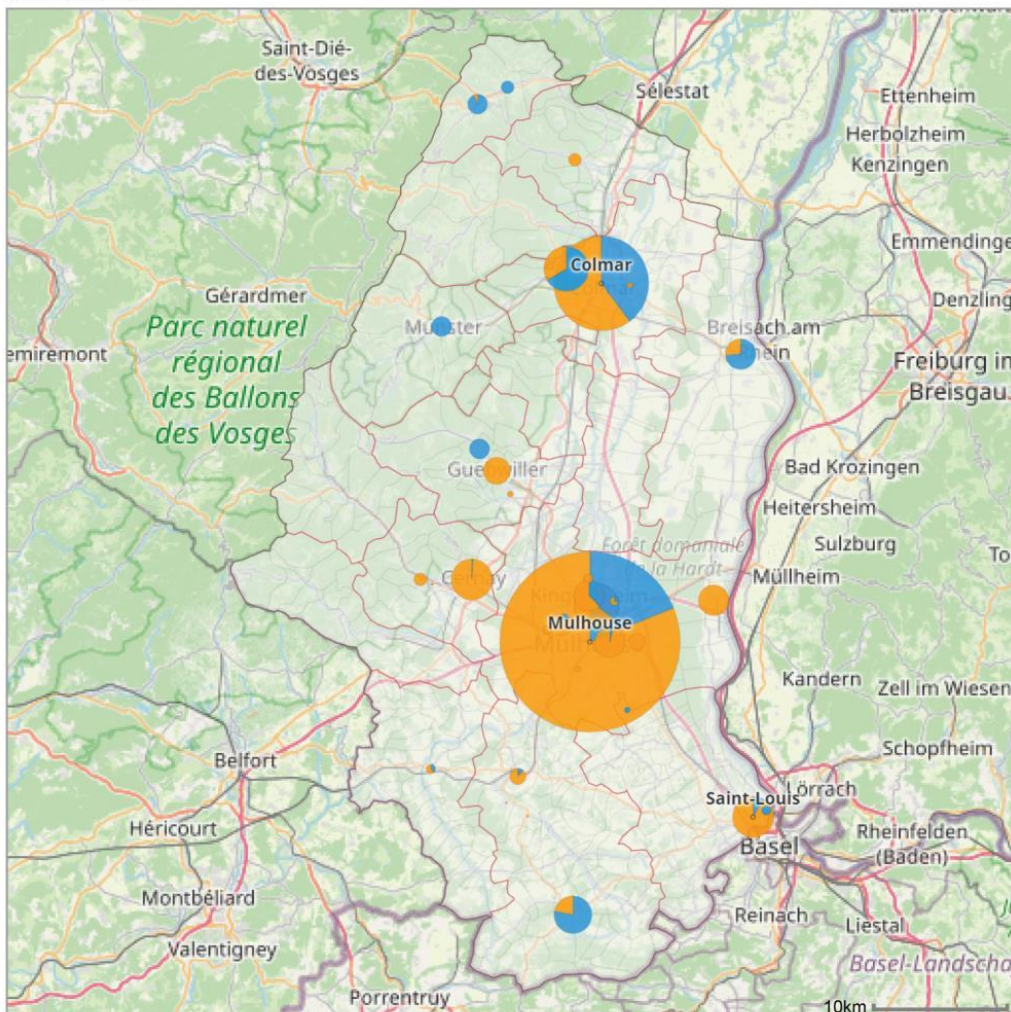 Saint-Dié-
des-Vosges
Sélestat
Ettenheim
Herbolzheim
Kenzingen
Colmar
Emmendinge
Gérardmer
Denzling
Parc naturel
régional
des Ballons
des Vosges
Munster
Breisach am
Rhein
emiremont
Freiburg im
Breisgau
Guebwiller
Bad Krozingen
Heitersheim
Sulzburg
Forêt domaniale
de la Hardt
To
Müllheim
Cernay
Mulhouse
Kandern
Zell im Wiesen
Schopfheim
Belfort
Saint-Louis
Lörrach
Héricourt
Basel
Rheinfelden
(Baden)
Montbéliard
Reinach
Liestal
Valentigney
Basel-Landscha
Porrentruy
10km